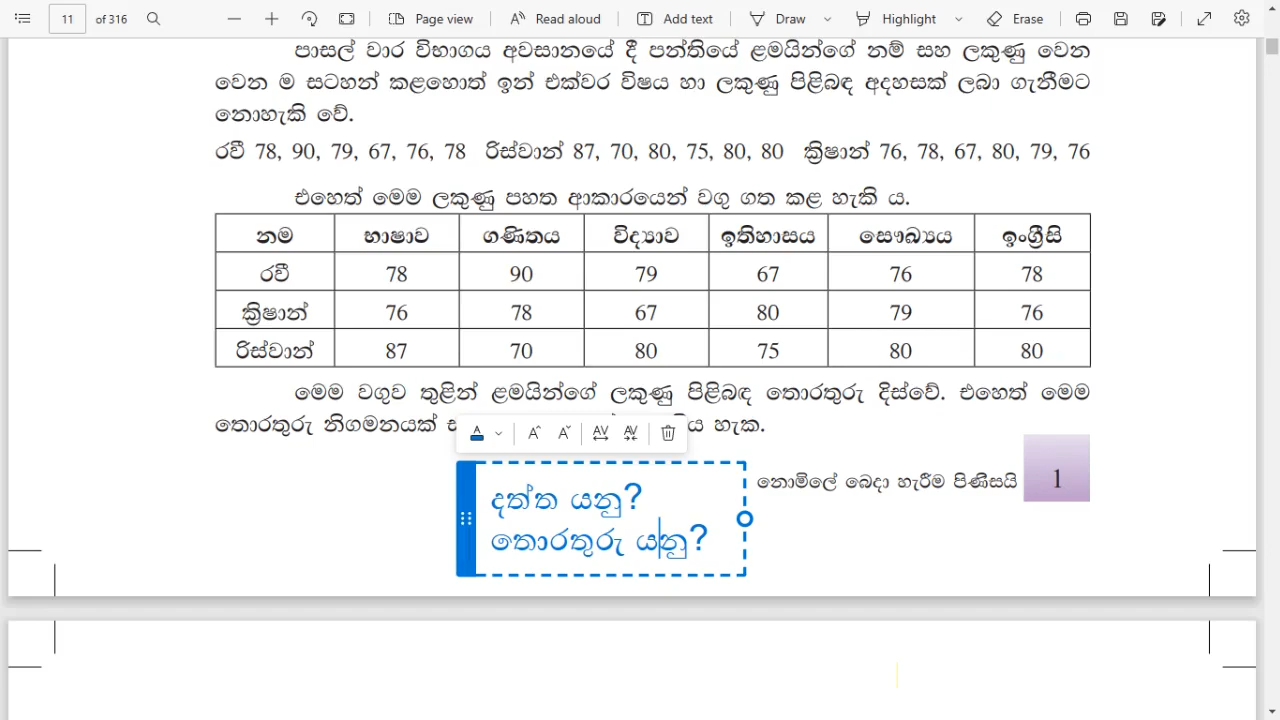 11 of 316 Page view Read aloud Add text Draw Highlight Erase
පාසල් වාර විභාගය අවසානයේ දී පන්තියේ ළමයින්ගේ නම් සහ ලකුණු වෙන
වෙන ම සටහන් කළහොත් ඉන් එක්වර විෂය හා ලකුණු පිළිබඳ අදහසක් ලබා ගැනීමට
නොහැකි වේ.
රවී 78, 90, 79, 67, 76, 78 රිස්වාන් 87, 70, 80, 75, 80, 80 ක්‍රිෂාන් 76, 78, 67, 80, 79, 76
එහෙත් මෙම ලකුණු පහත ආකාරයෙන් වගු ගත කළ හැකි ය.
නම භාෂාව ගණිතය විද්‍යාව ඉතිහාසය සෞඛ්‍යය ඉංග්‍රීසි
රවී 78 90 79 67 76 78
ක්‍රිෂාන් 76 78 67 80 79 76
රිස්වාන් 87 70 80 75 80 80
මෙම වගුව තුළින් ළමයින්ගේ ලකුණු පිළිබඳ තොරතුරු දිස්වේ. එහෙත් මෙම
තොරතුරු නිගමනයක් හැක.
නොමිලේ බෙදා හැරීම පිණිසයි 1
දත්ත යනු?
තොරතුරු යනු?